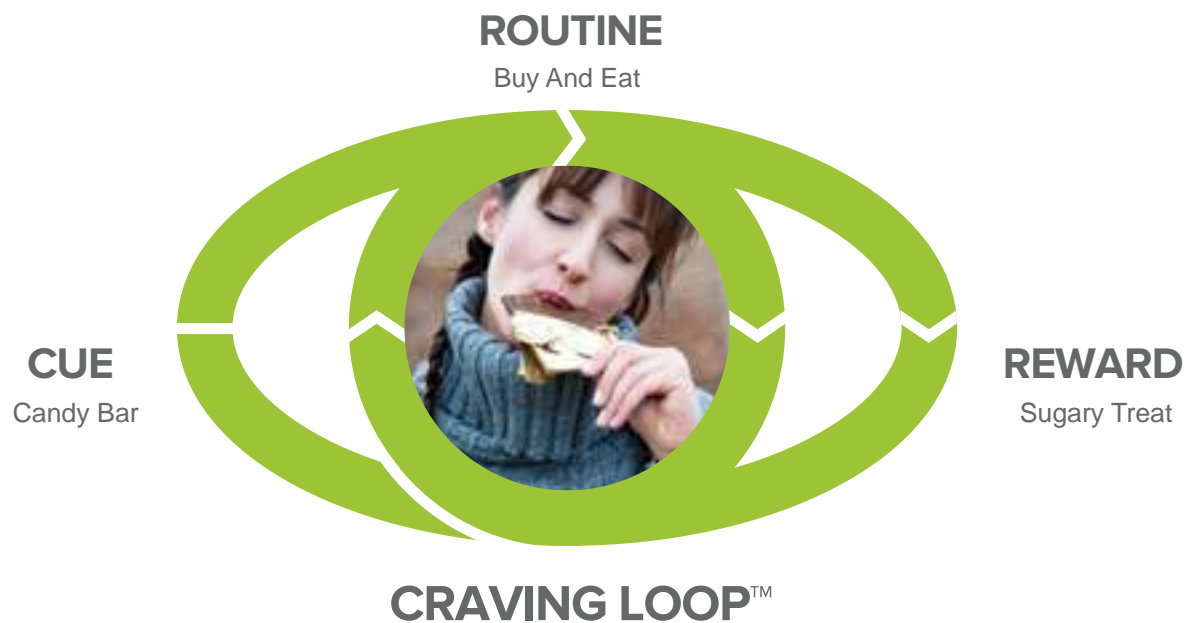 ROUTINE
Buy And Eat
CUE
Candy Bar
REWARD
Sugary Treat
CRAVING LOOP™